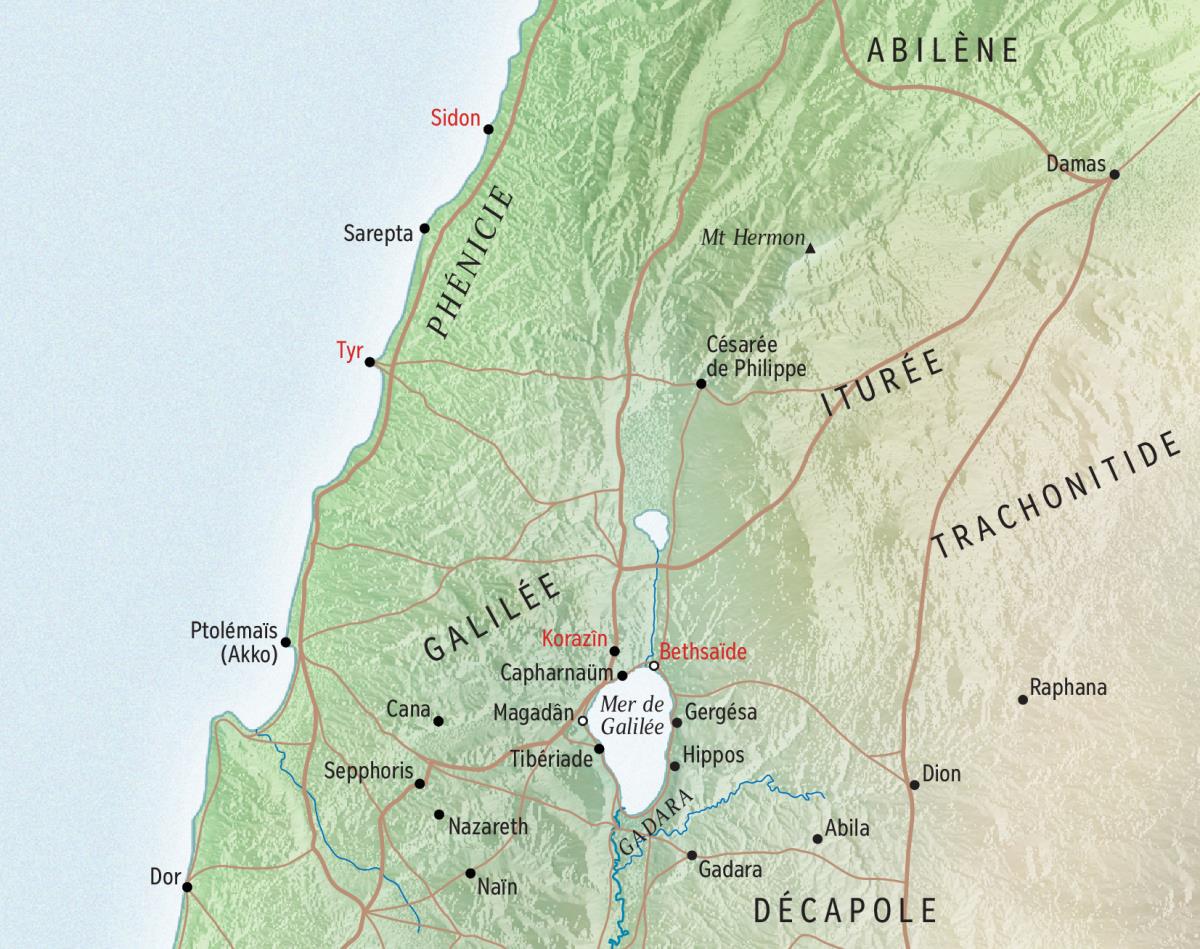 ABILÈNE
Sidon
Damas
Sarepta
PHÉNICIE
Mt Hermon
Tyr
Césarée
de Philippe
ITURÉE
TRACHONITIDE
GALILÉE
Ptolémaïs
(Akko)
Korazîn
Bethsaïde
Capharnaüm
Raphana
Cana
Magadân
Mer de
Galilée
Gergésa
Tibériade
Hippos
Sepphoris
Dion
GADARA
Nazareth
Abila
Gadara
Dor
Naïn
DÉCAPOLE